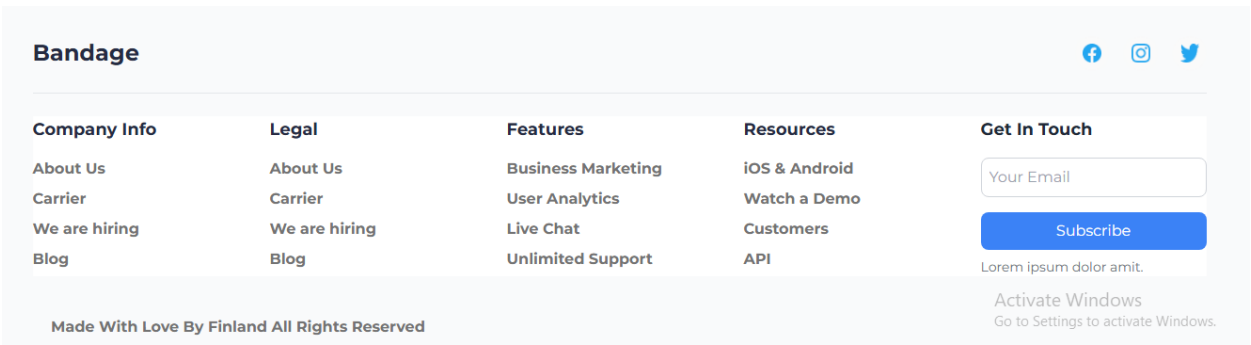 Bandage
Company Info
About Us
Carrier
We are hiring
Blog
Legal
About Us
Carrier
We are hiring
Blog
Features
Business Marketing
User Analytics
Live Chat
Unlimited Support
Resources
iOS & Android
Watch a Demo
Customers
API
Get In Touch
Your Email
Subscribe
Lorem ipsum dolor amit.
Made With Love By Finland All Rights Reserved
Activate Windows
Go to Settings to activate Windows.